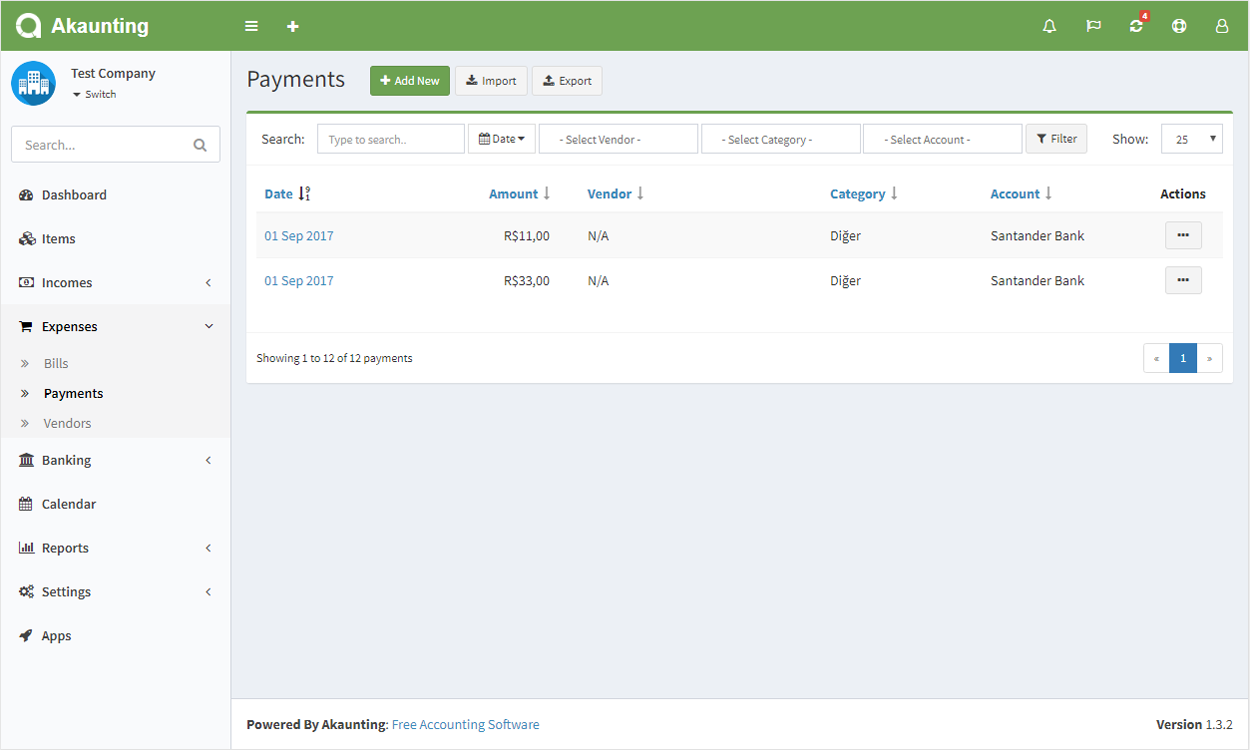 Akaunting
4
Test Company
Switch
Search...
Dashboard
Items
Incomes
Expenses
Bills
Payments
Vendors
Banking
Calendar
Reports
Settings
Apps
Payments
Add New
Import
Export
Search:
Type to search..
Date
- Select Vendor -
- Select Category -
- Select Account -
Filter
Show:
25
Date Amount Vendor Category Account Actions
01 Sep 2017 R$11,00 N/A Diğer Santander Bank
01 Sep 2017 R$33,00 N/A Diğer Santander Bank
Showing 1 to 12 of 12 payments
« 1 »
Powered By Akaunting: Free Accounting Software
Version 1.3.2